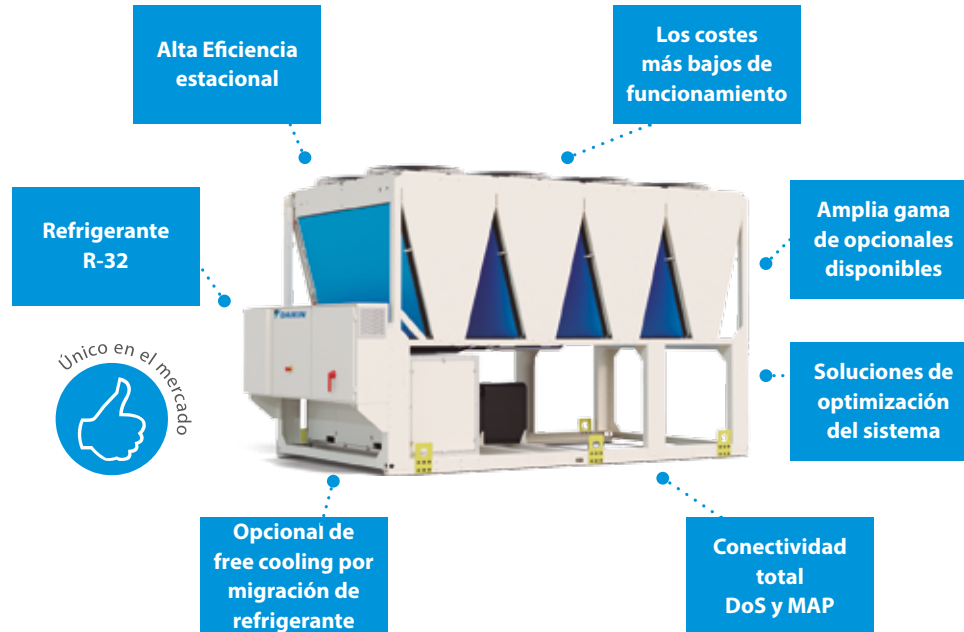 Alta Eficiencia
estacional
Los costes
más bajos de
funcionamiento
Refrigerante
R-32
Amplia gama
de opcionales
disponibles
DAIKIN
Único en el mercado
Soluciones de
optimización
del sistema
Opcional de
free cooling por
migración de
refrigerante
Conectividad
total
DoS y MAP